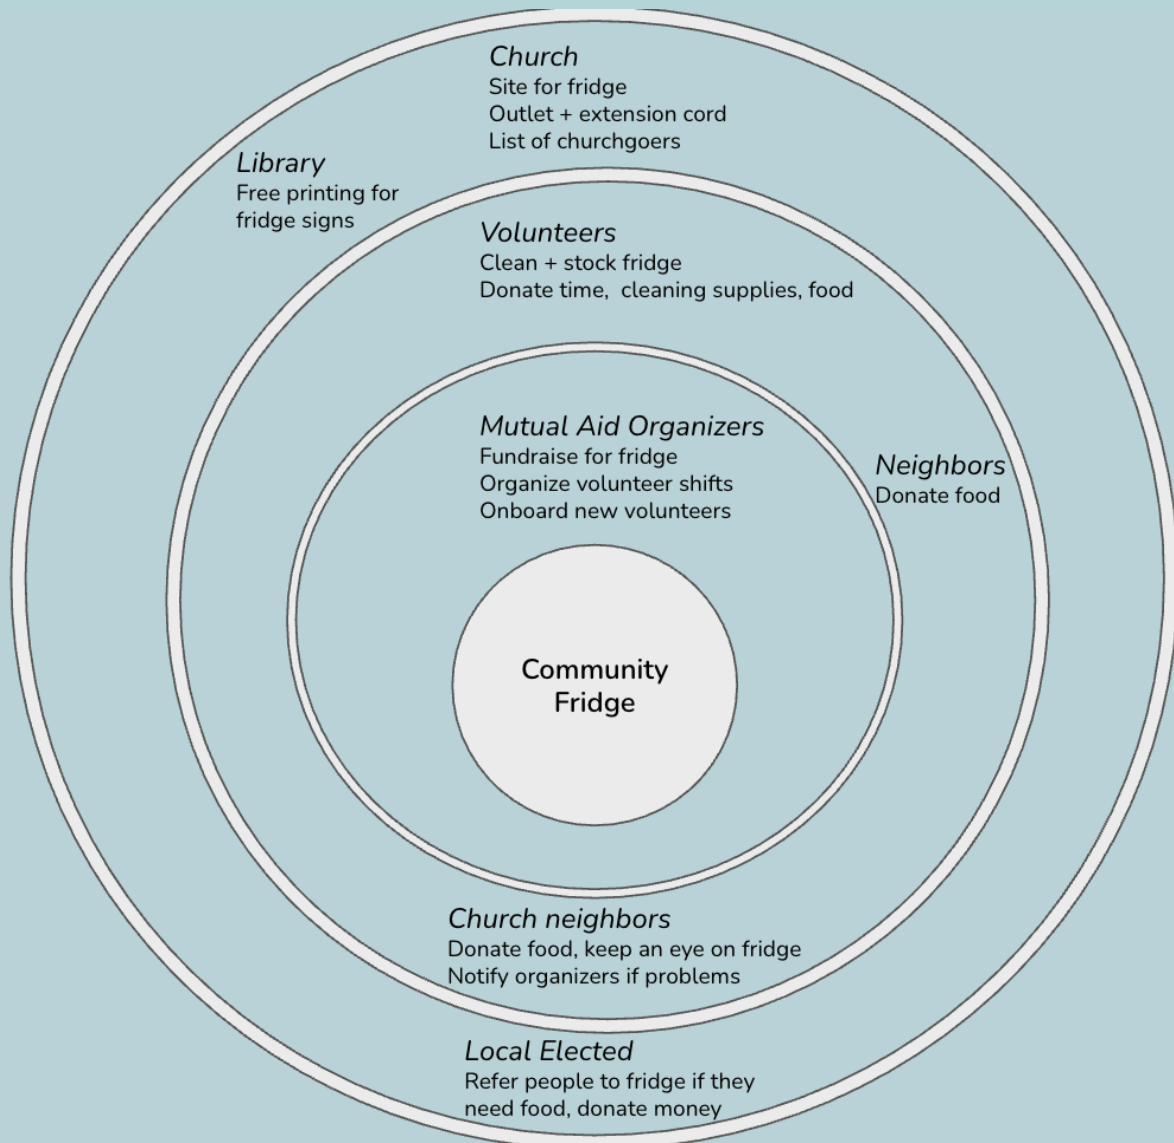 Church
Site for fridge
Outlet + extension cord
List of churchgoers
Library
Free printing for
fridge signs
Volunteers
Clean + stock fridge
Donate time,  cleaning supplies, food
Mutual Aid Organizers
Fundraise for fridge
Organize volunteer shifts
Onboard new volunteers
Neighbors
Donate food
Community
Fridge
Church neighbors
Donate food, keep an eye on fridge
Notify organizers if problems
Local Elected
Refer people to fridge if they
need food, donate money